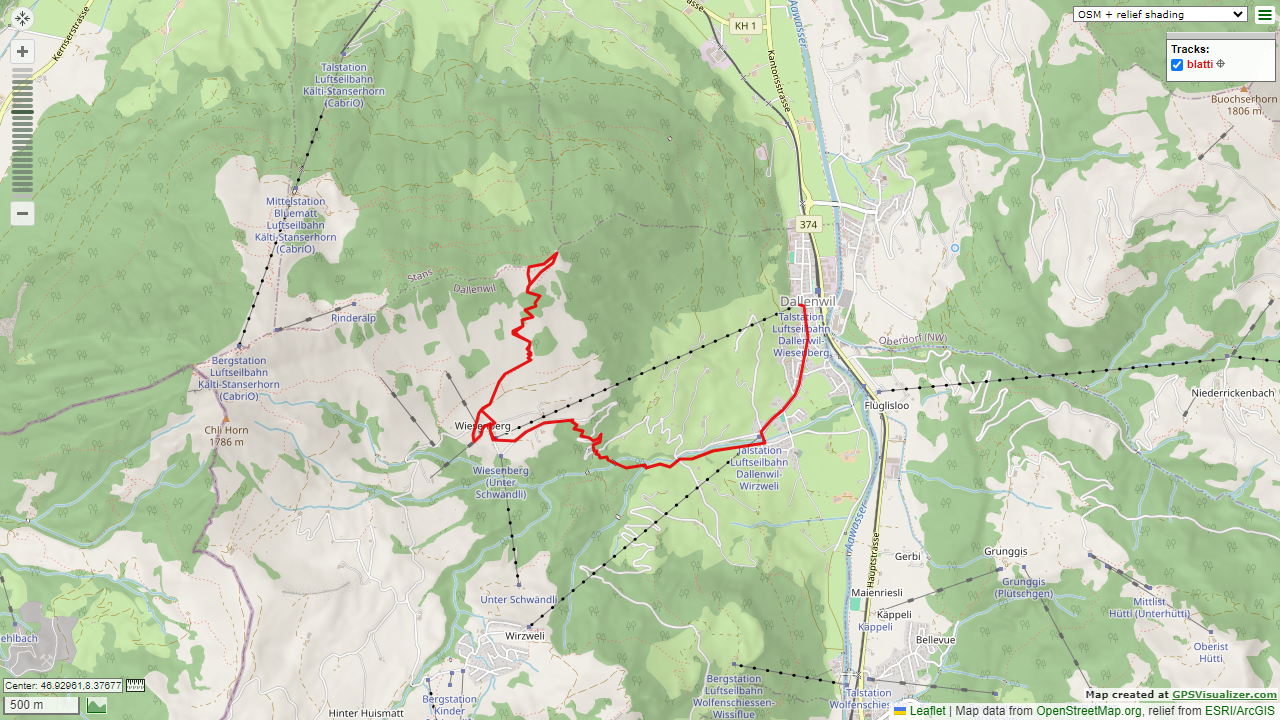 OSM + relief shading
Tracks:
blatti
Kernserstrasse
KH 1
Aawasser
Kantonsstrasse
Buochserhorn
1806 m
Talstation
Luftseilbahn
Kälti-Stanserhorn
(CabriO)
Mittelstation
Bluematt
Luftseilbahn
Kälti-Stanserhorn
(CabriO)
374
Stans
Dallenwil
Dallenwil
Rinderalp
Talstation
Luftseilbahn
Dallenwil-
Wiesenberg
Oberdorf (NW)
Bergstation
Luftseilbahn
Kälti-Stanserhorn
(CabriO)
Niederrickenbach
Flüglisloo
Chli Horn
1786 m
Wiesenberg
Wiesenberg
(Unter
Schwändli)
Talstation
Luftseilbahn
Dallenwil-
Wirzweli
Aawasser
Hauptstrasse
Gerbi
Grunggis
Grunggis
(Plütschgen)
Maienriesli
Unter Schwändli
Mittlist
Hütti (Unterhütti)
Käppeli
Käppeli
Wirzweli
Bellevue
Oberist
Hütti
ehlbach
Bergstation
Luftseilbahn
Wolfenschiessen-
Wissiflue
Talstation
Luftseilbahn
Wolfenschies
Bergstation
Kinder
Hinter Huismatt
Center: 46.92961,8.37677
500 m
Map created at GPSVisualizer.com
Leaflet | Map data from OpenStreetMap.org, relief from ESRI/ArcGIS